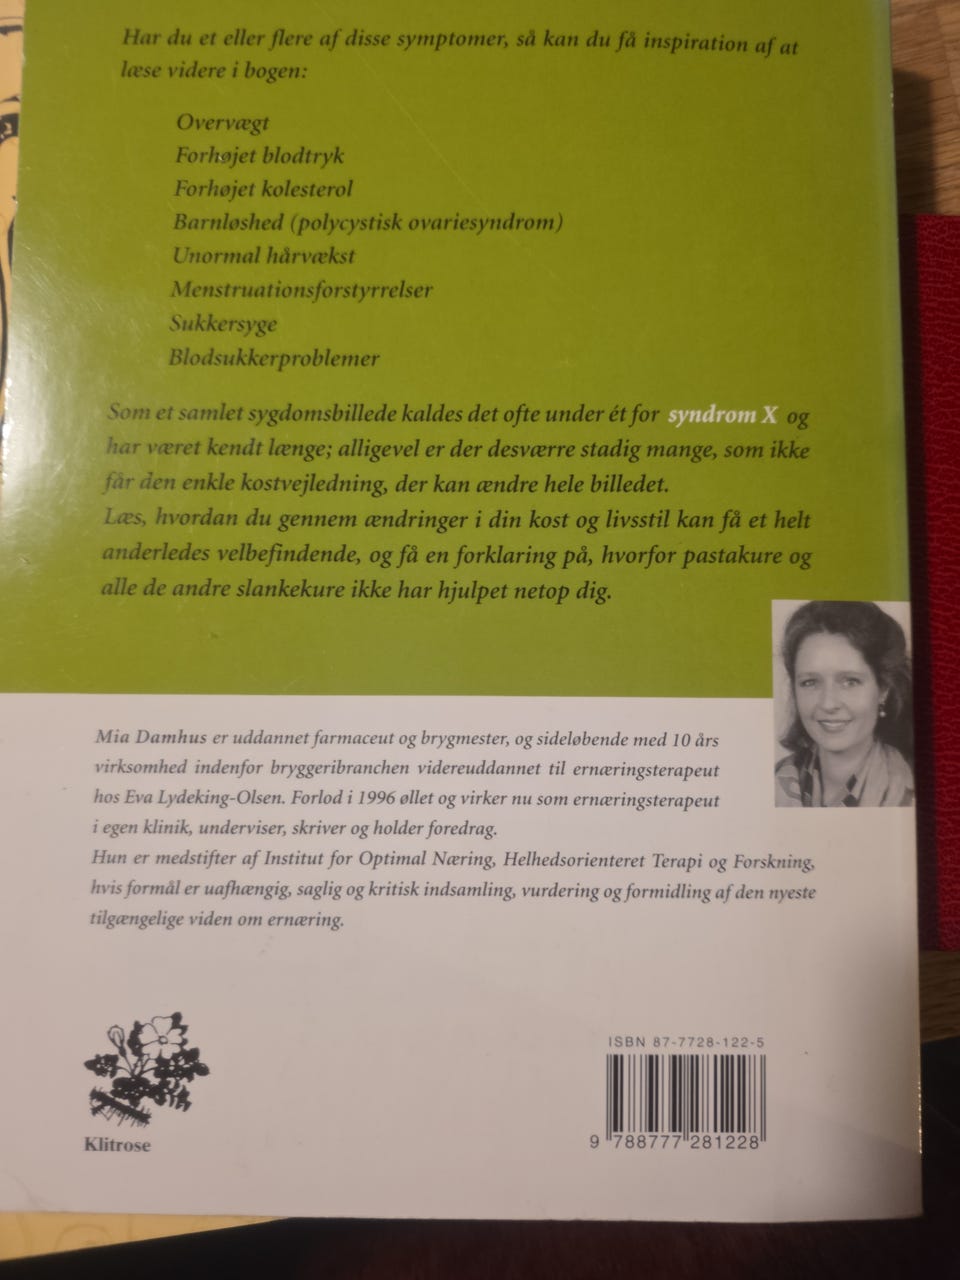 Har du et eller flere af disse symptomer, så kan du få inspiration af at
læse videre i bogen:
Overvægt
Forhøjet blodtryk
Forhøjet kolesterol
Barnløshed (polycystisk ovariesyndrom)
Unormal hårvækst
Menstruationsforstyrrelser
Sukkersyge
Blodsukkerproblemer
Som et samlet sygdomsbillede kaldes det ofte under ét for syndrom X og
har været kendt længe; alligevel er der desværre stadig mange, som ikke
får den enkle kostvejledning, der kan ændre hele billedet.
Læs, hvordan du gennem ændringer i din kost og livsstil kan få et helt
anderledes velbefindende, og få en forklaring på, hvorfor pastakure og
alle de andre slankekure ikke har hjulpet netop dig.
Mia Damhus er uddannet farmaceut og brygmester, og sideløbende med 10 års
virksomhed indenfor bryggeribranchen videreuddannet til ernæringsterapeut
hos Eva Lydeking-Olsen. Forlod i 1996 øllet og virker nu som ernæringsterapeut
i egen klinik, underviser, skriver og holder foredrag.
Hun er medstifter af Institut for Optimal Næring, Helhedsorienteret Terapi og Forskning,
hvis formål er uafhængig, saglig og kritisk indsamling, vurdering og formidling af den nyeste
tilgængelige viden om ernæring.
Klitrose
ISBN 87-7728-122-5
9 788777 281228